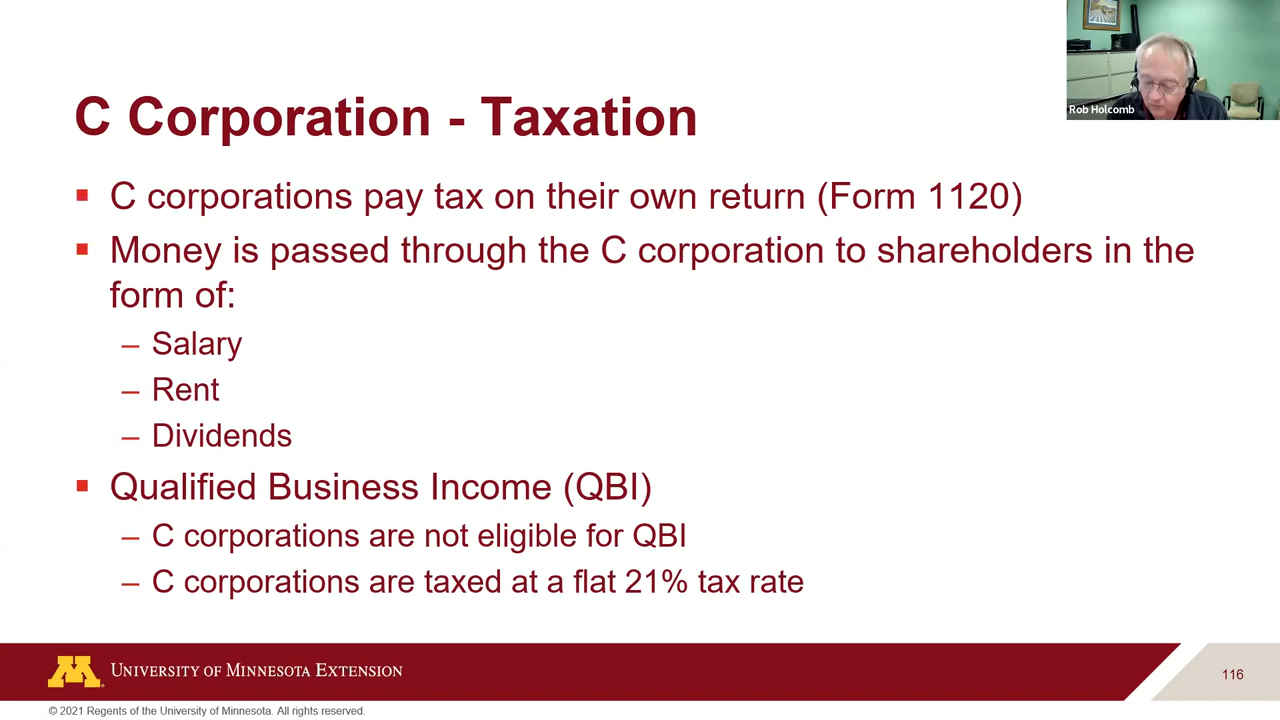 Rob Holcomb
C Corporation - Taxation
▪ C corporations pay tax on their own return (Form 1120)
▪ Money is passed through the C corporation to shareholders in the
form of:
– Salary
– Rent
– Dividends
▪ Qualified Business Income (QBI)
– C corporations are not eligible for QBI
– C corporations are taxed at a flat 21% tax rate
M
UNIVERSITY OF MINNESOTA EXTENSION
116
© 2021 Regents of the University of Minnesota. All rights reserved.